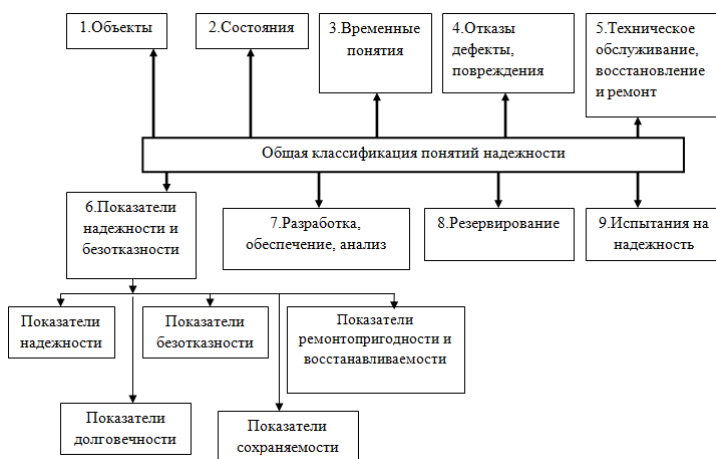 1.Объекты
2.Состояния
3.Временные
понятия
4.Отказы
дефекты,
повреждения
5.Техническое
обслуживание,
восстановление
и ремонт
Общая классификация понятий надежности
6.Показатели
надежности и
безотказности
7.Разработка,
обеспечение, анализ
8.Резервирование
9.Испытания на
надежность
Показатели
надежности
Показатели
безотказности
Показатели
ремонтопригодности и
восстанавливаемости
Показатели
долговечности
Показатели
сохраняемости